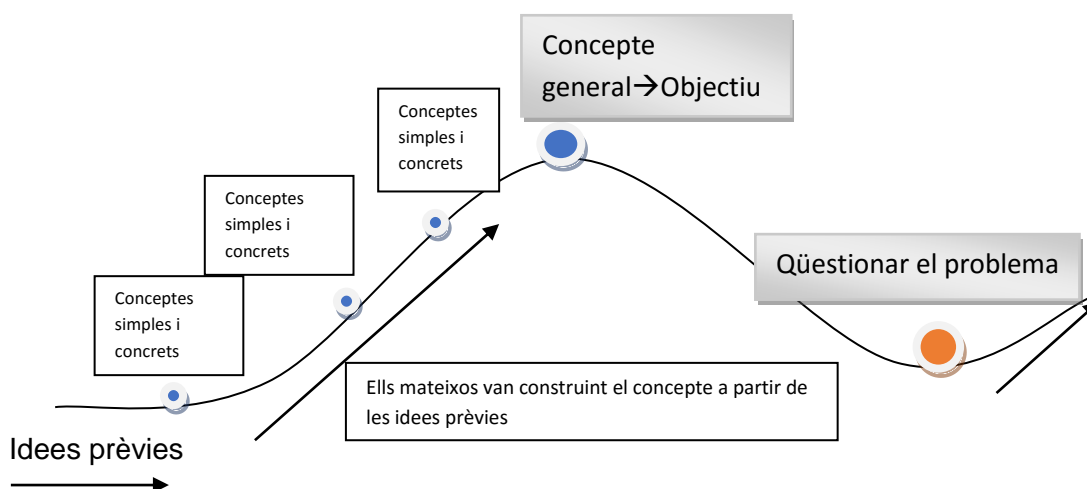 Concepte
general→Objectiu
Conceptes
simples i
concrets
Conceptes
simples i
concrets
Qüestionar el problema
Conceptes
simples i
concrets
Ells mateixos van construint el concepte a partir de
les idees prèvies
Idees prèvies